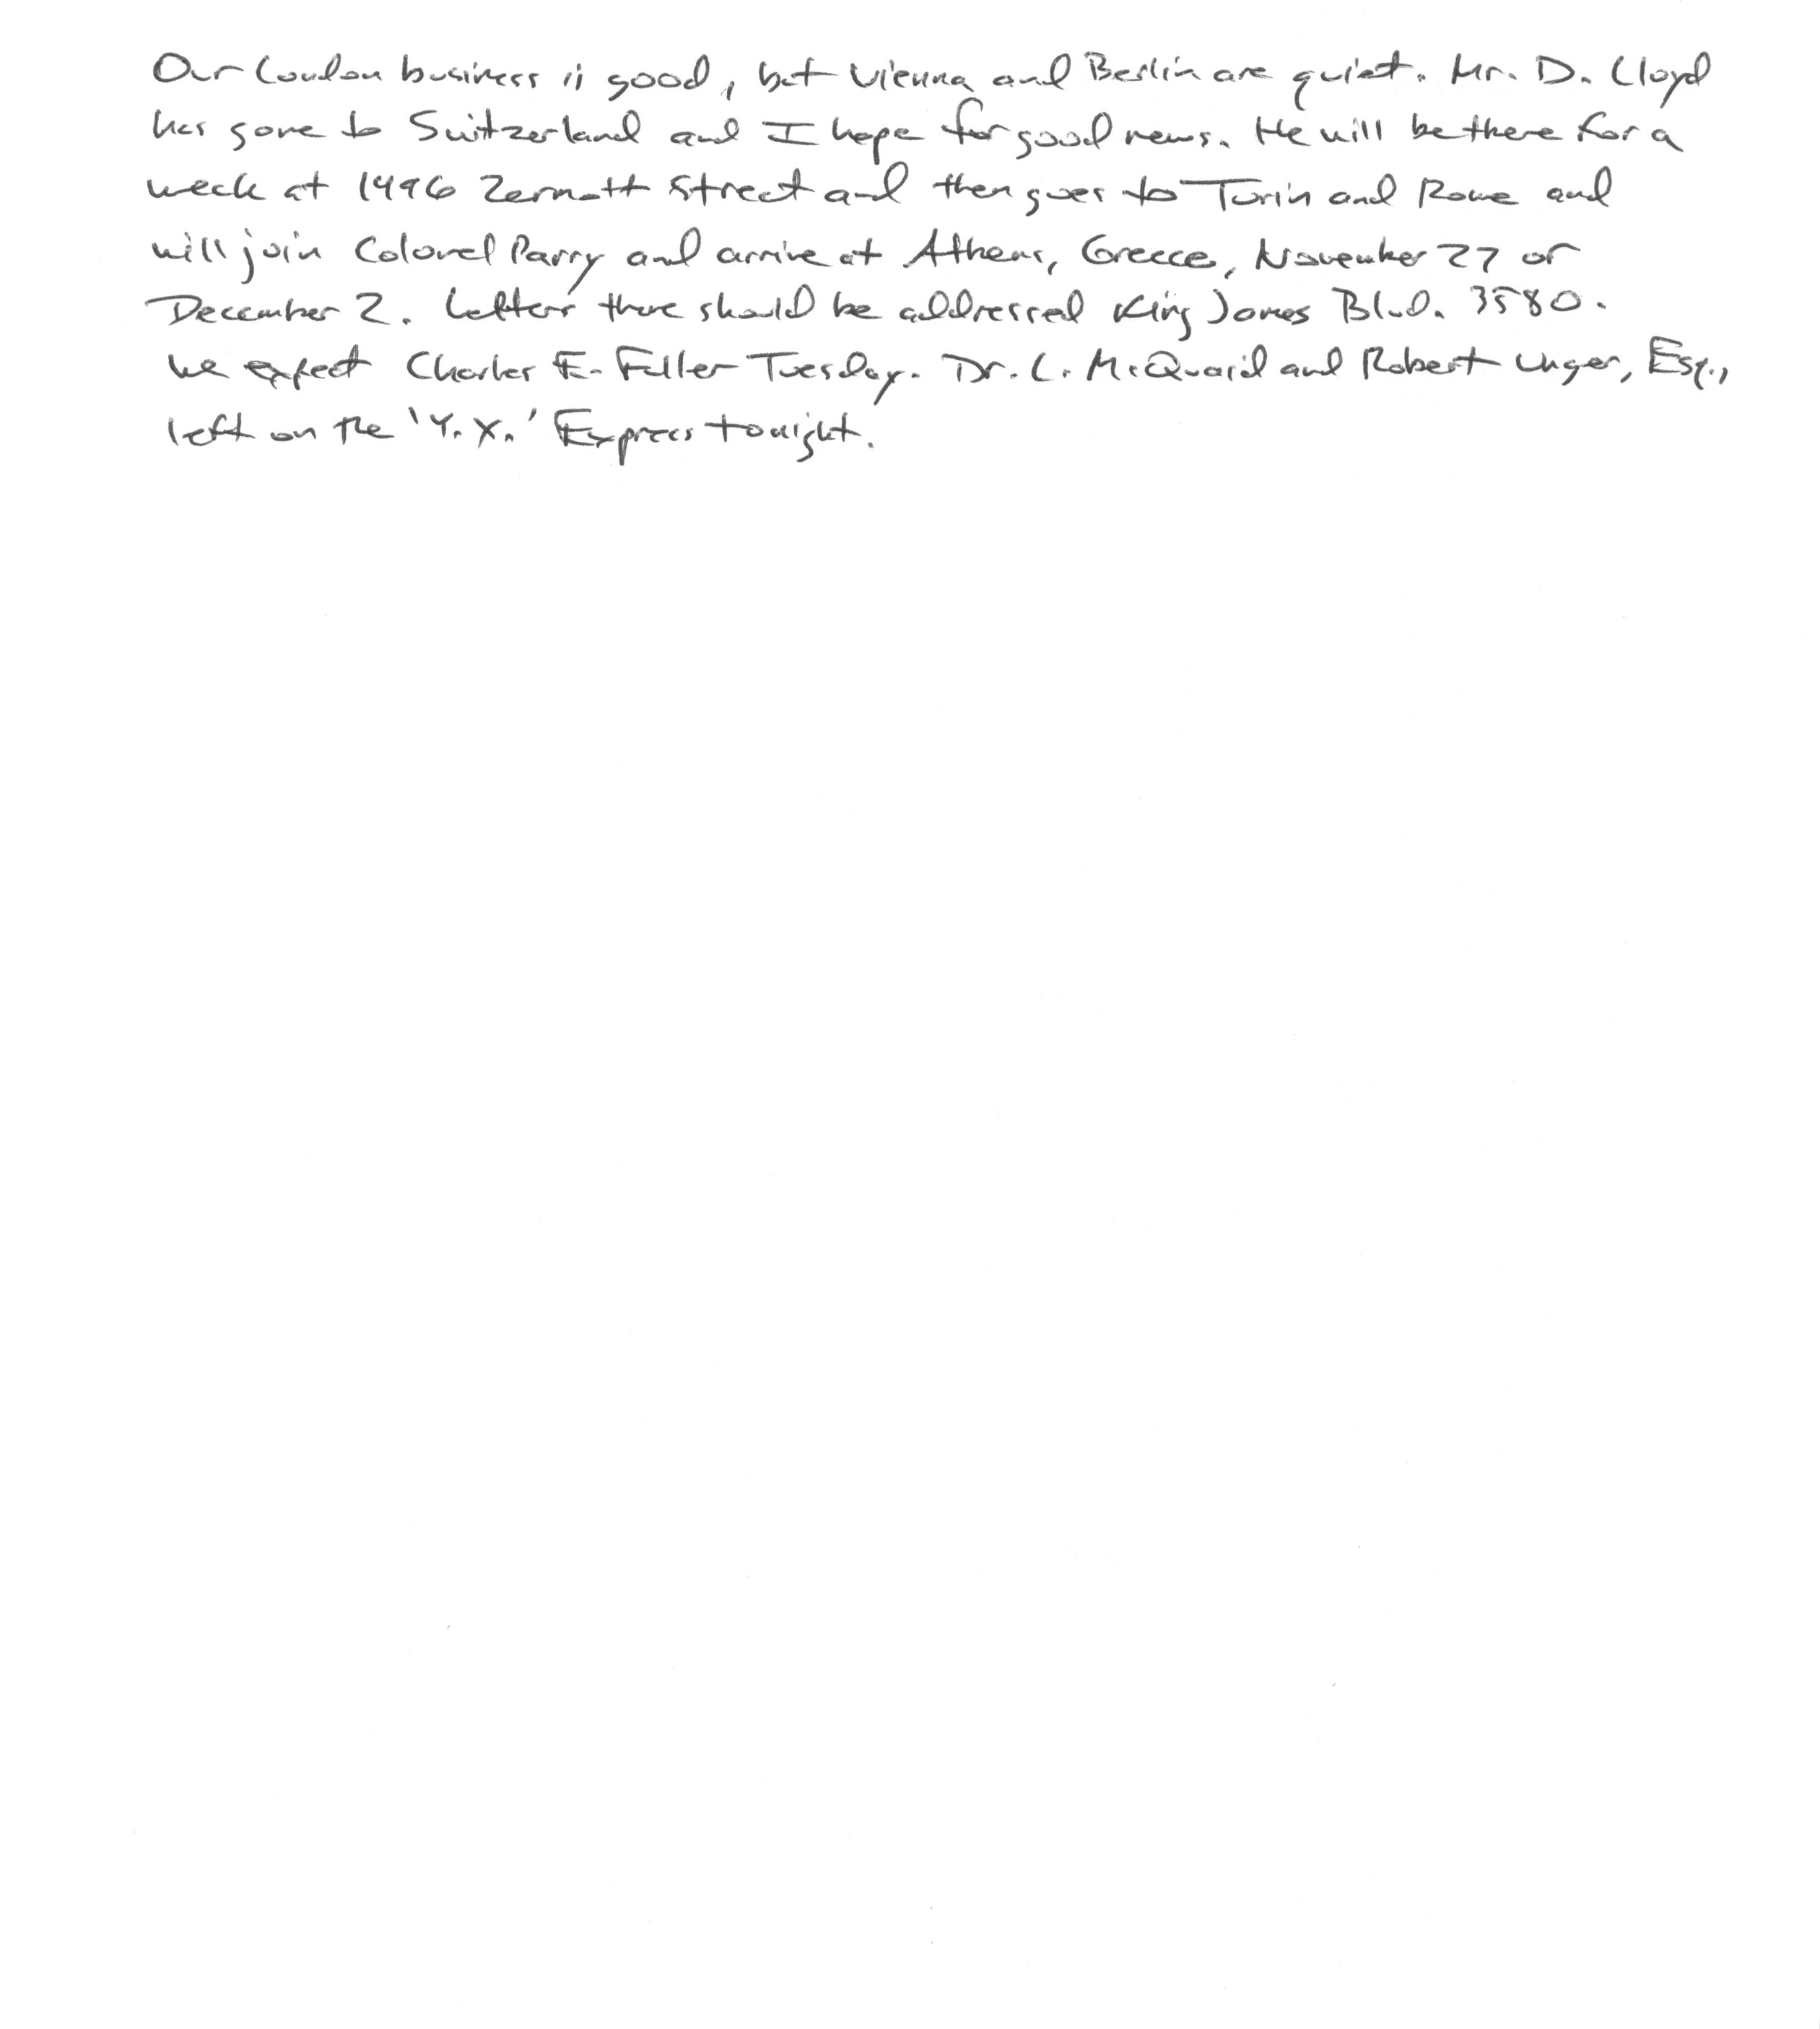 Our London business is good, but Vienna and Berlin are quiet. Mr. D. Lloyd
has gone to Switzerland and I hope for good news. He will be there for a
week at 1496 Zermott Street and then goes to Turin and Rome and
will join Colonel Parry and arrive at Athens, Greece, November 27 or
December 2. Letters there should be addressed King James Blvd. 3580.
We expect Charles E. Fuller Tuesday. Dr. L. McQuaid and Robert Unger, Esq.,
left on the 'Y.X.' Express tonight.